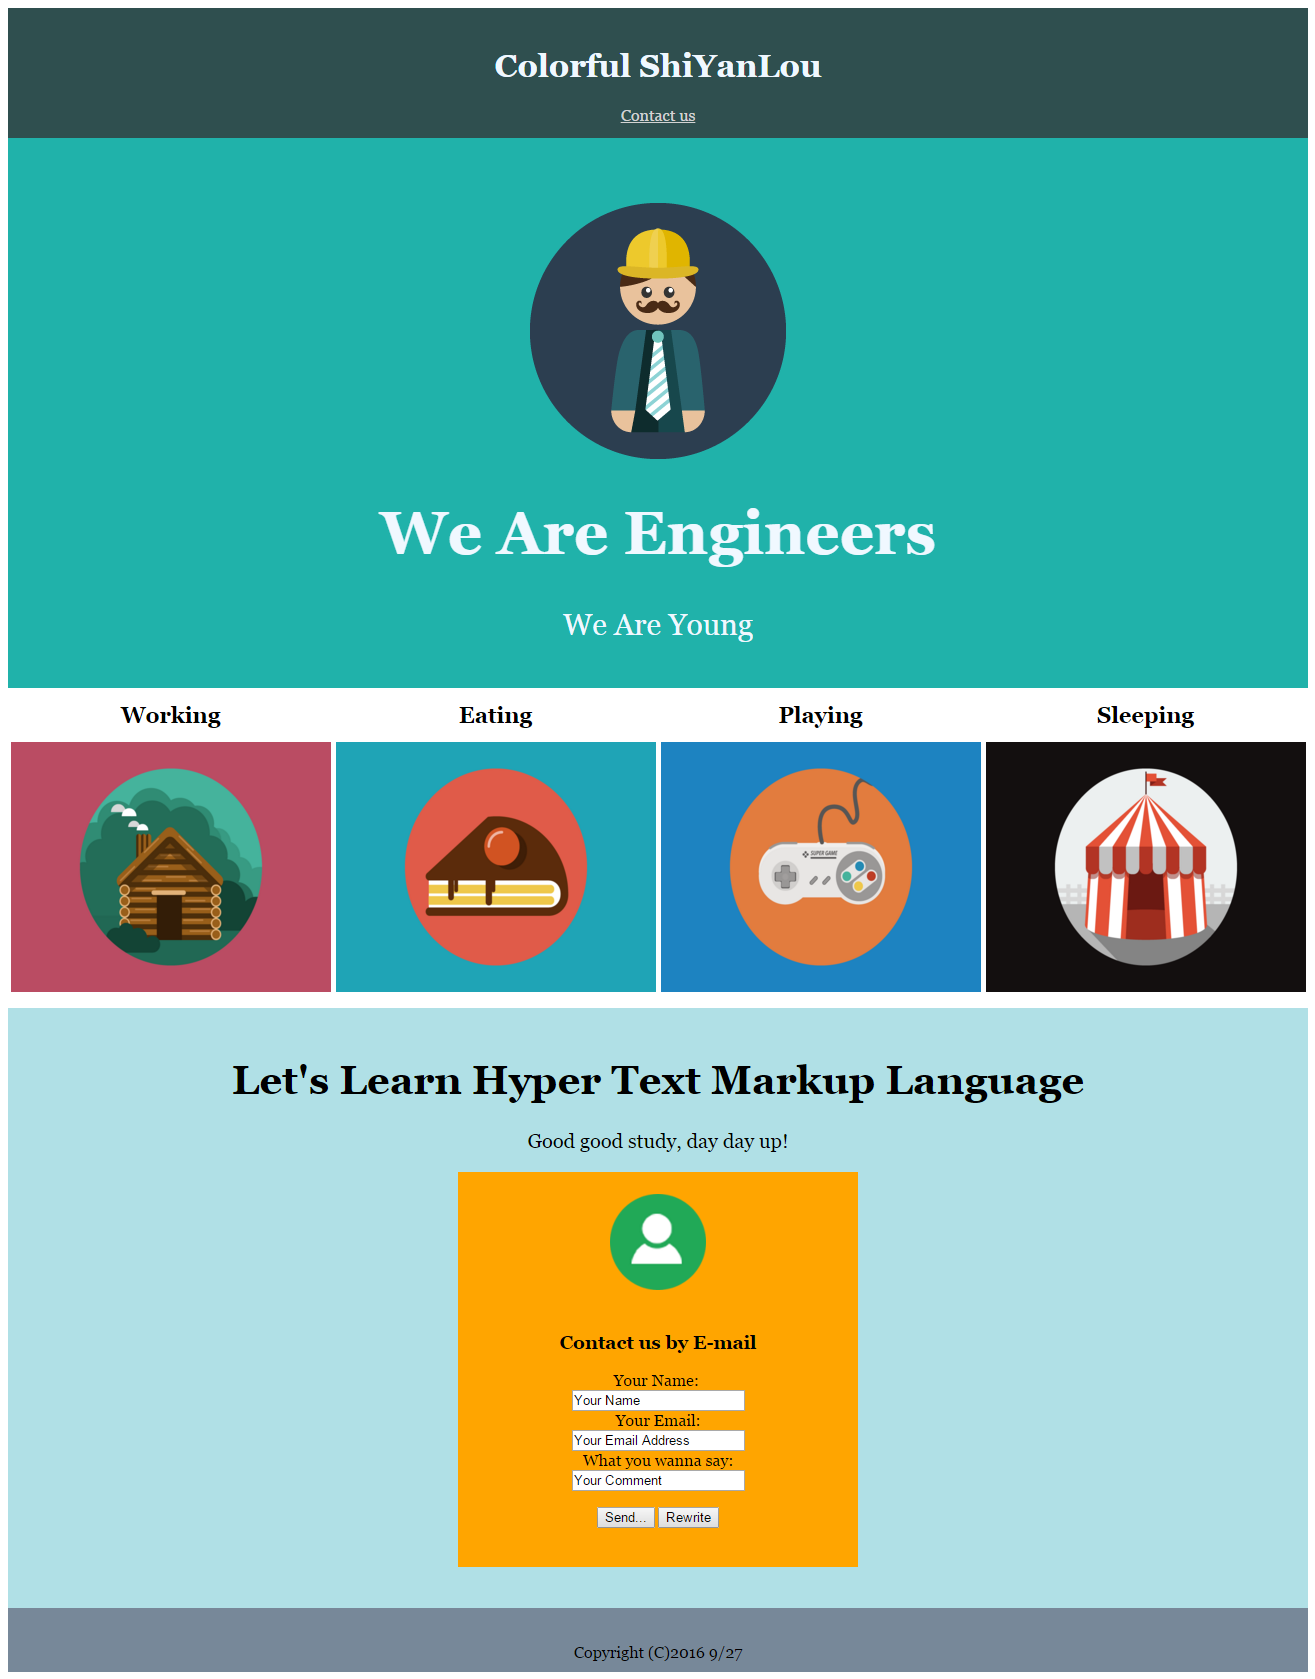 Colorful ShiYanLou
Contact us
We Are Engineers
We Are Young
Working
Eating
Playing
Sleeping
SUPER GAME
Let's Learn Hyper Text Markup Language
Good good study, day day up!
Contact us by E-mail
Your Name:
Your Name
Your Email:
Your Email Address
What you wanna say:
Your Comment
Send... Rewrite
Copyright (C)2016 9/27